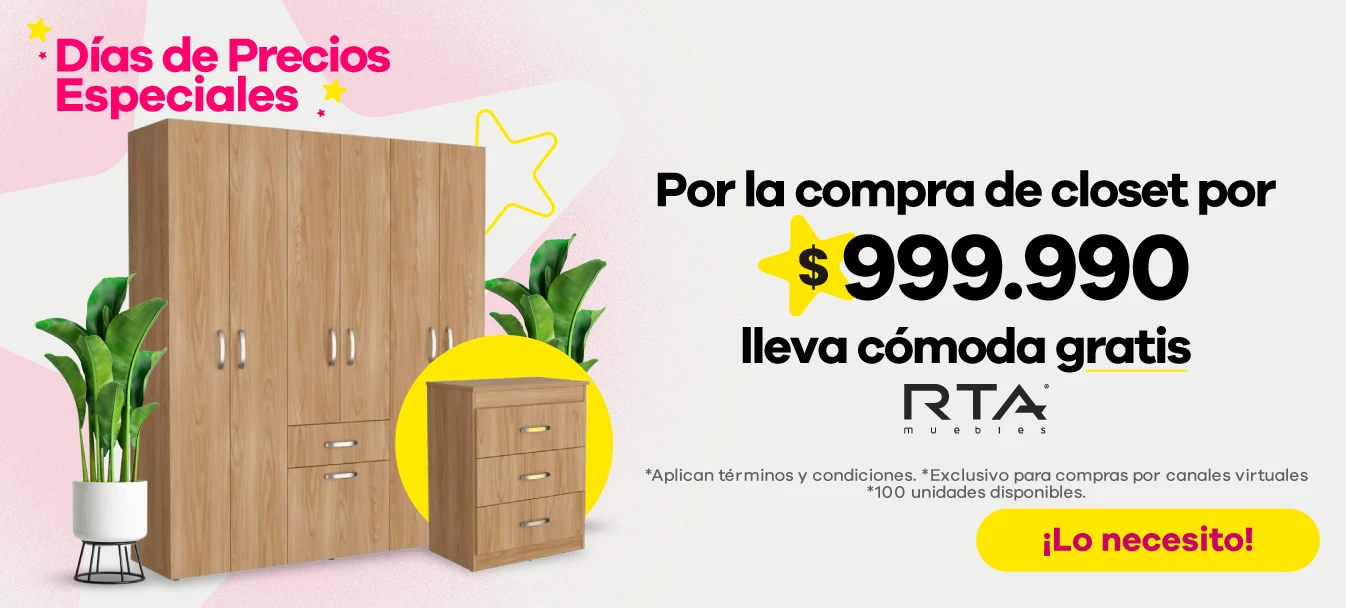 Días de Precios
Especiales
Por la compra de closet por
$ 999.990
lleva cómoda gratis
RTA®
muebles
*Aplican términos y condiciones. *Exclusivo para compras por canales virtuales
*100 unidades disponibles.
¡Lo necesito!